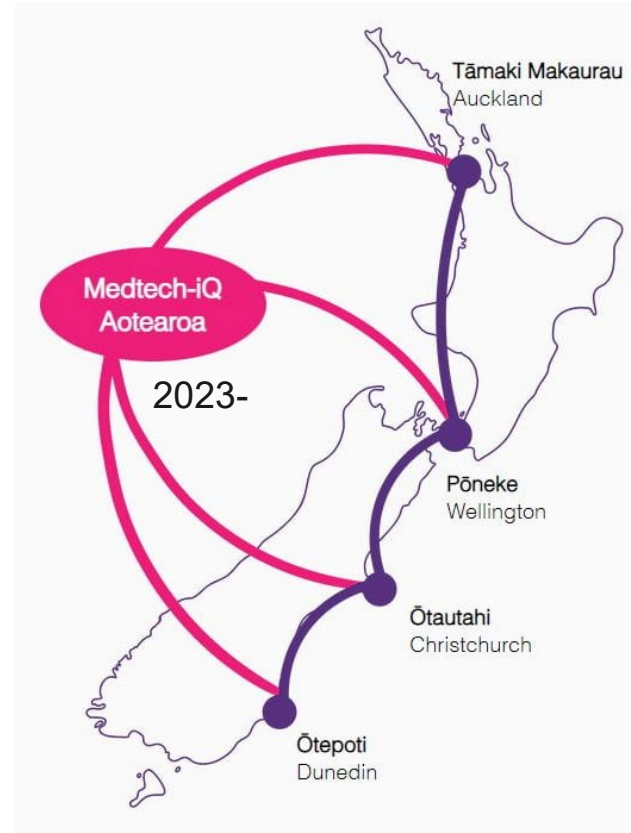 Tāmaki Makaurau
Auckland
Medtech-iQ
Aotearoa
2023-
Pōneke
Wellington
Ōtautahi
Christchurch
Ōtepoti
Dunedin